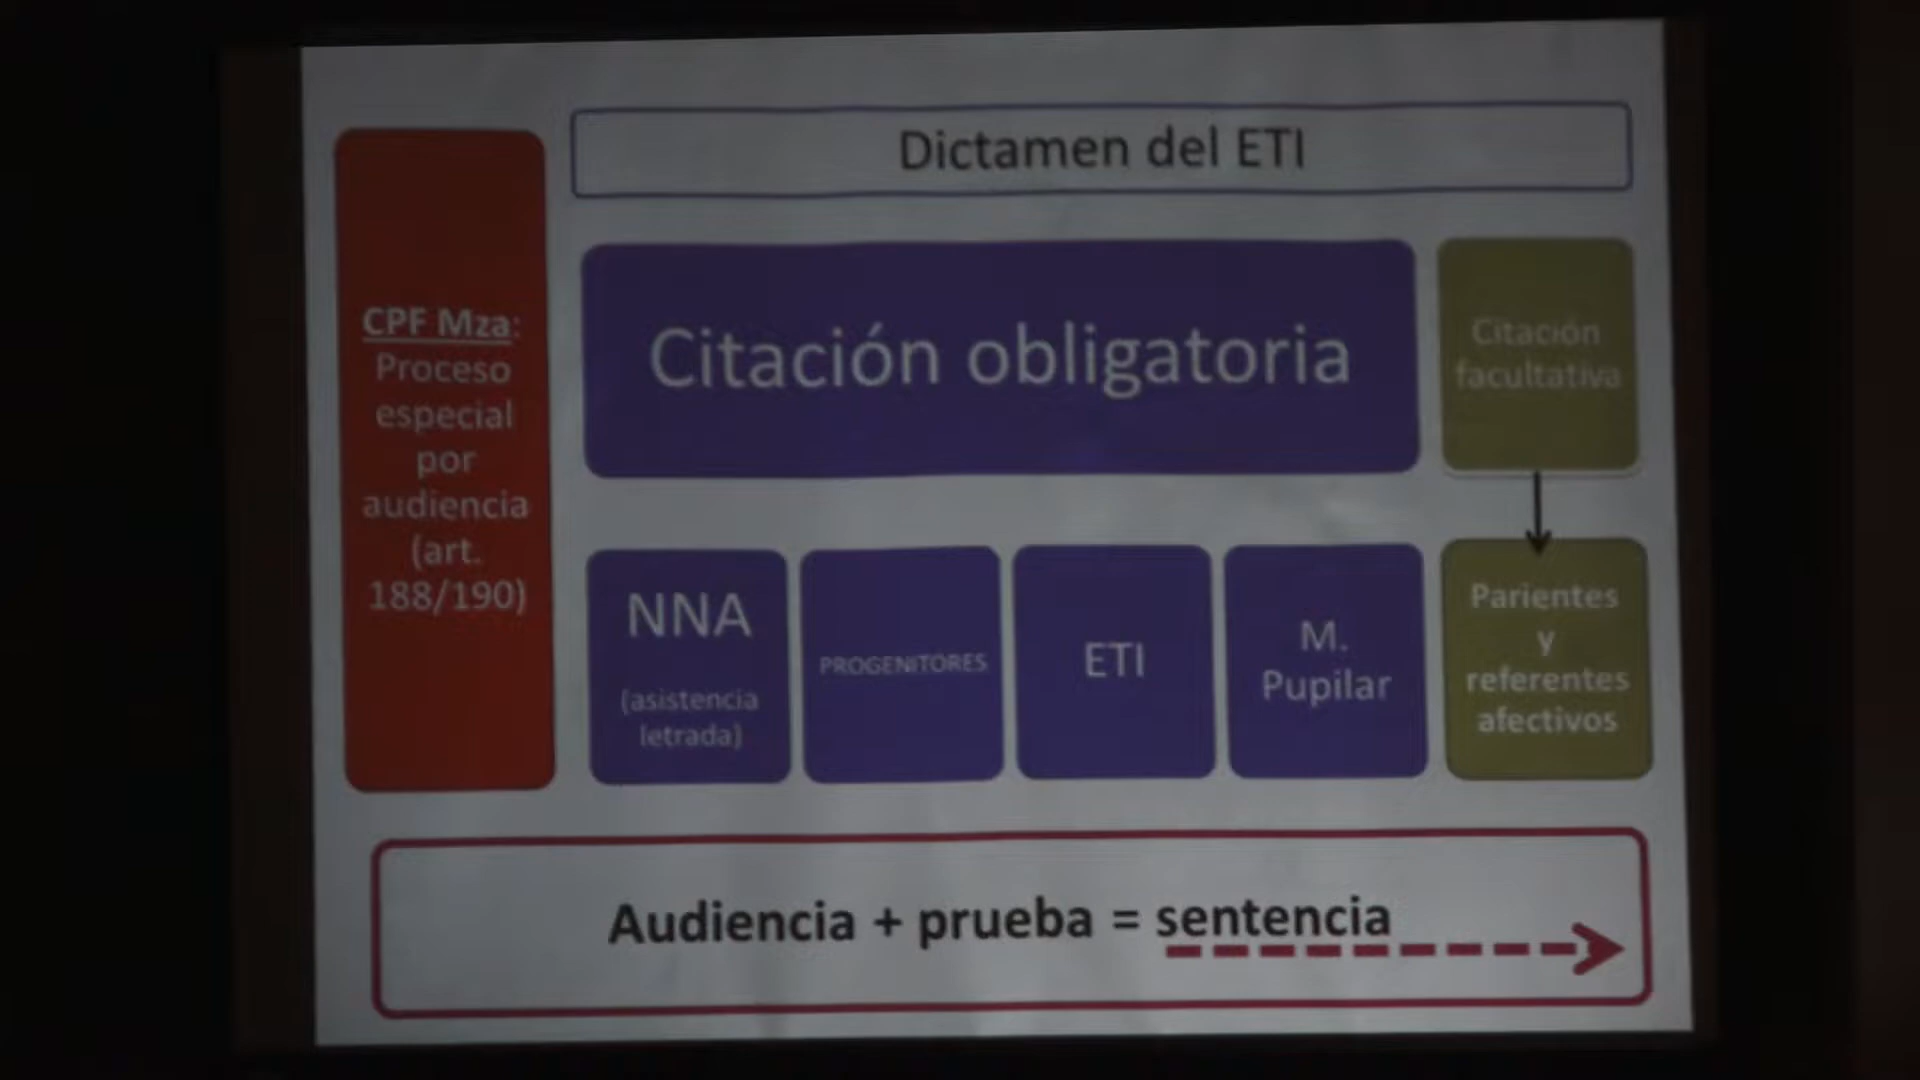 Dictamen del ETI
CPF Mza:
Proceso
especial
por
audiencia
(art.
188/190)
Citación obligatoria
Citación
facultativa
NNA
(asistencia
letrada)
PROGENITORES
ETI
M.
Pupilar
Parientes
y
referentes
afectivos
Audiencia + prueba = sentencia